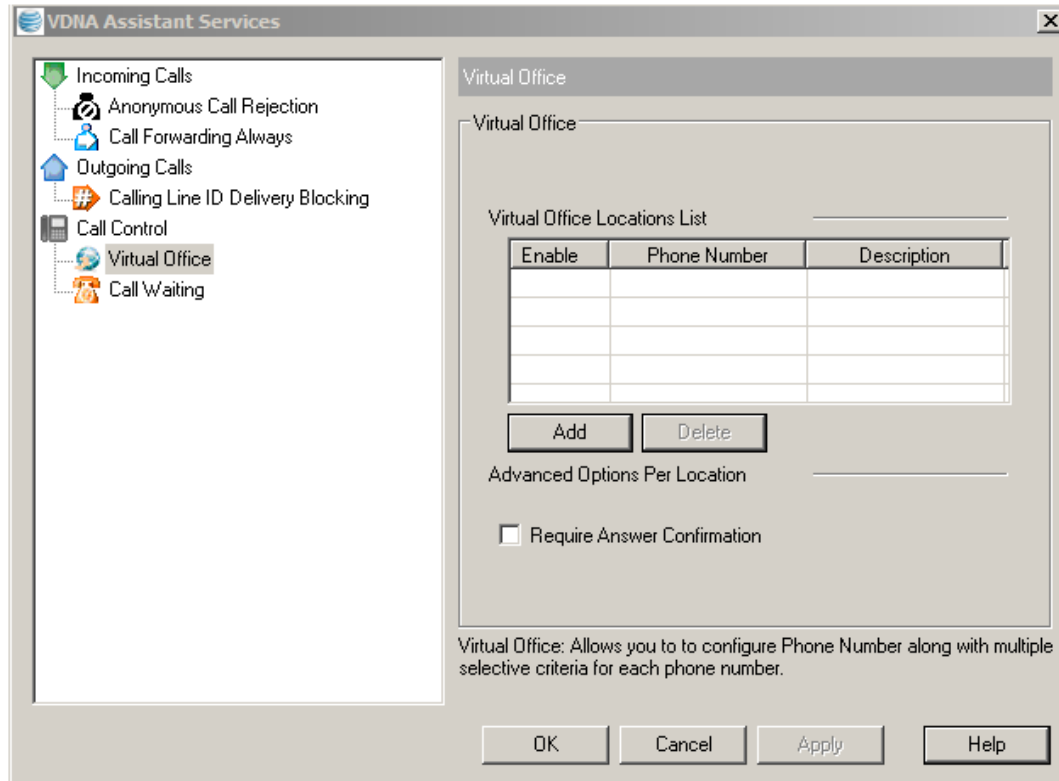 VDNA Assistant Services
Incoming Calls
Anonymous Call Rejection
Call Forwarding Always
Outgoing Calls
Calling Line ID Delivery Blocking
Call Control
Virtual Office
Call Waiting
Virtual Office
Virtual Office
Virtual Office Locations List
Enable Phone Number Description
Add Delete
Advanced Options Per Location
Require Answer Confirmation
Virtual Office: Allows you to to configure Phone Number along with multiple
selective criteria for each phone number.
OK Cancel Apply Help